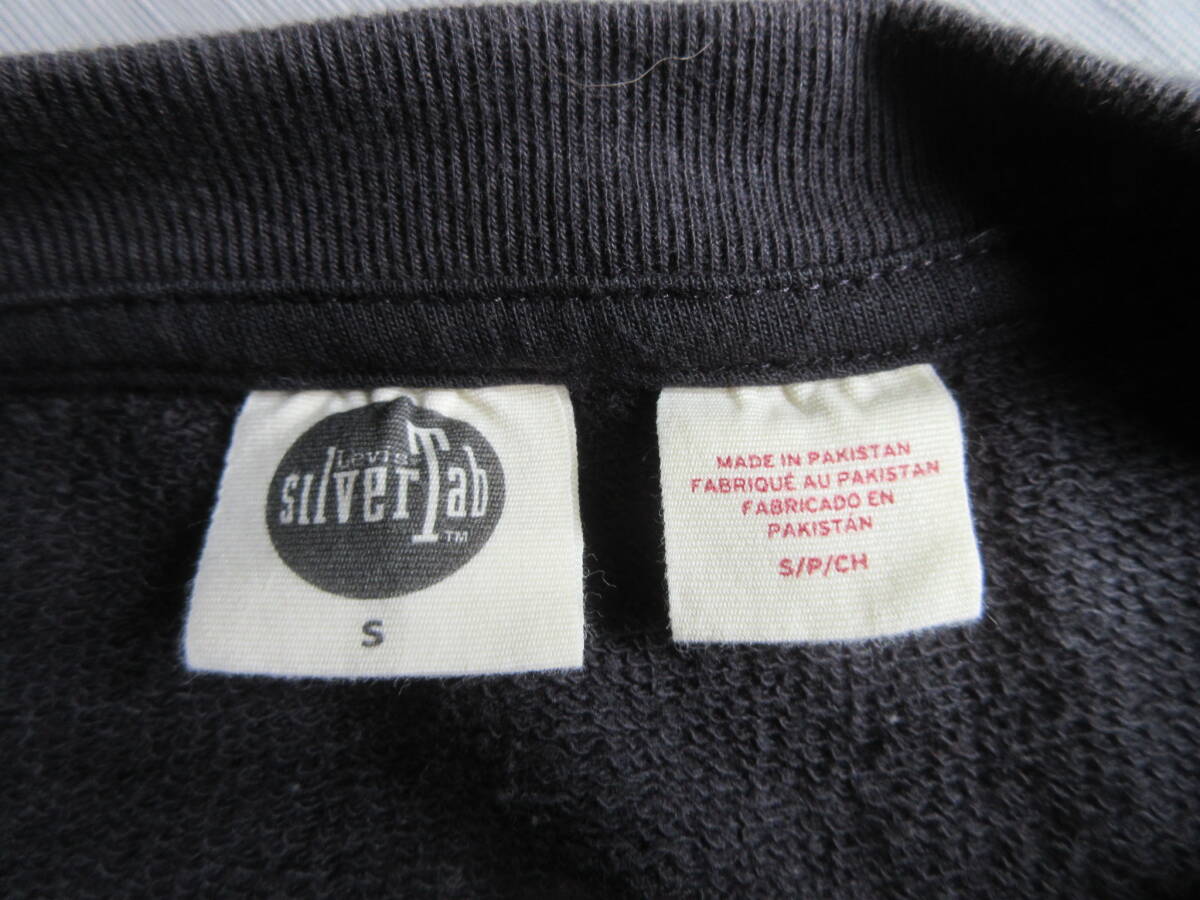 Levi's
silverTab
TM
S
MADE IN PAKISTAN
FABRIQUÉ AU PAKISTAN
FABRICADO EN
PAKISTÁN
S/P/CH